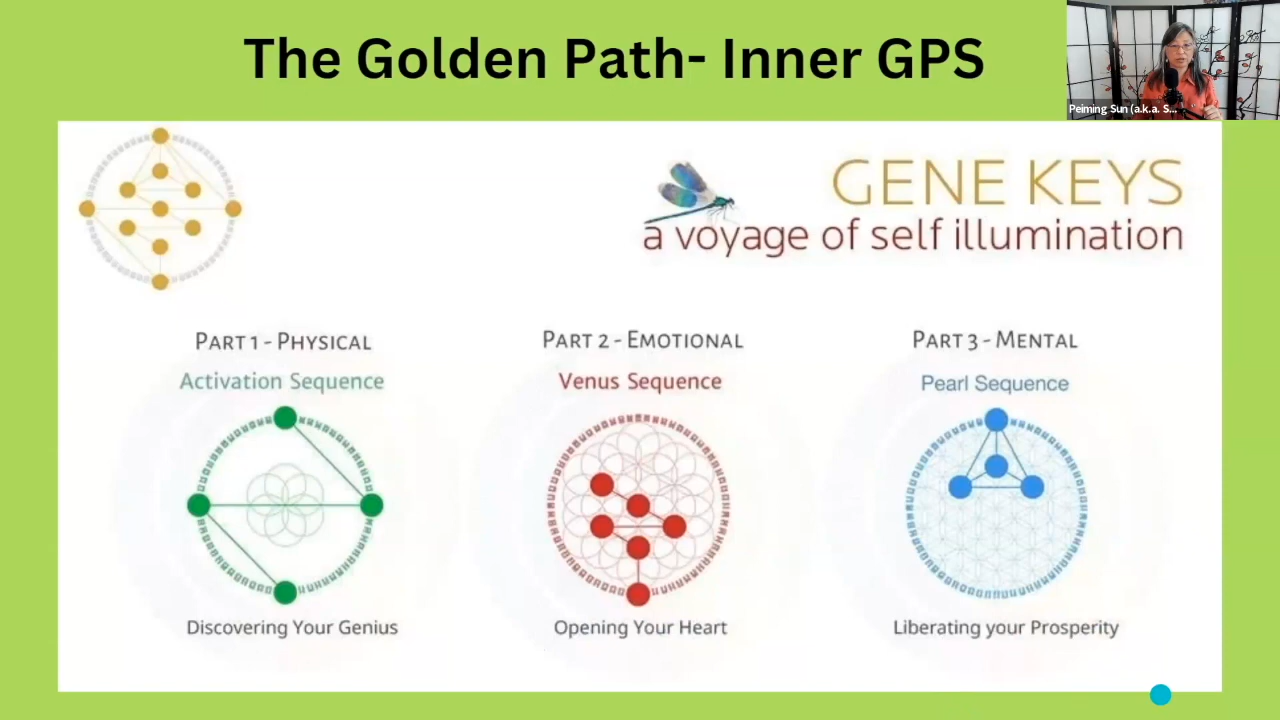 The Golden Path- Inner GPS
Peiming Sun (a.k.a. S...
GENE KEYS
a voyage of self illumination
Part 1 - Physical
Activation Sequence
Discovering Your Genius
Part 2 - Emotional
Venus Sequence
Opening Your Heart
Part 3 - Mental
Pearl Sequence
Liberating your Prosperity